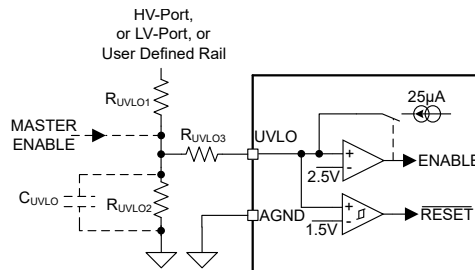 HV-Port,
or LV-Port, or
User Defined Rail
RUVLO1
MASTER
ENABLE
RUVLO3
UVLO
25µA
2.5V
ENABLE
CUVLO
RUVLO2
AGND
1.5V
RESET